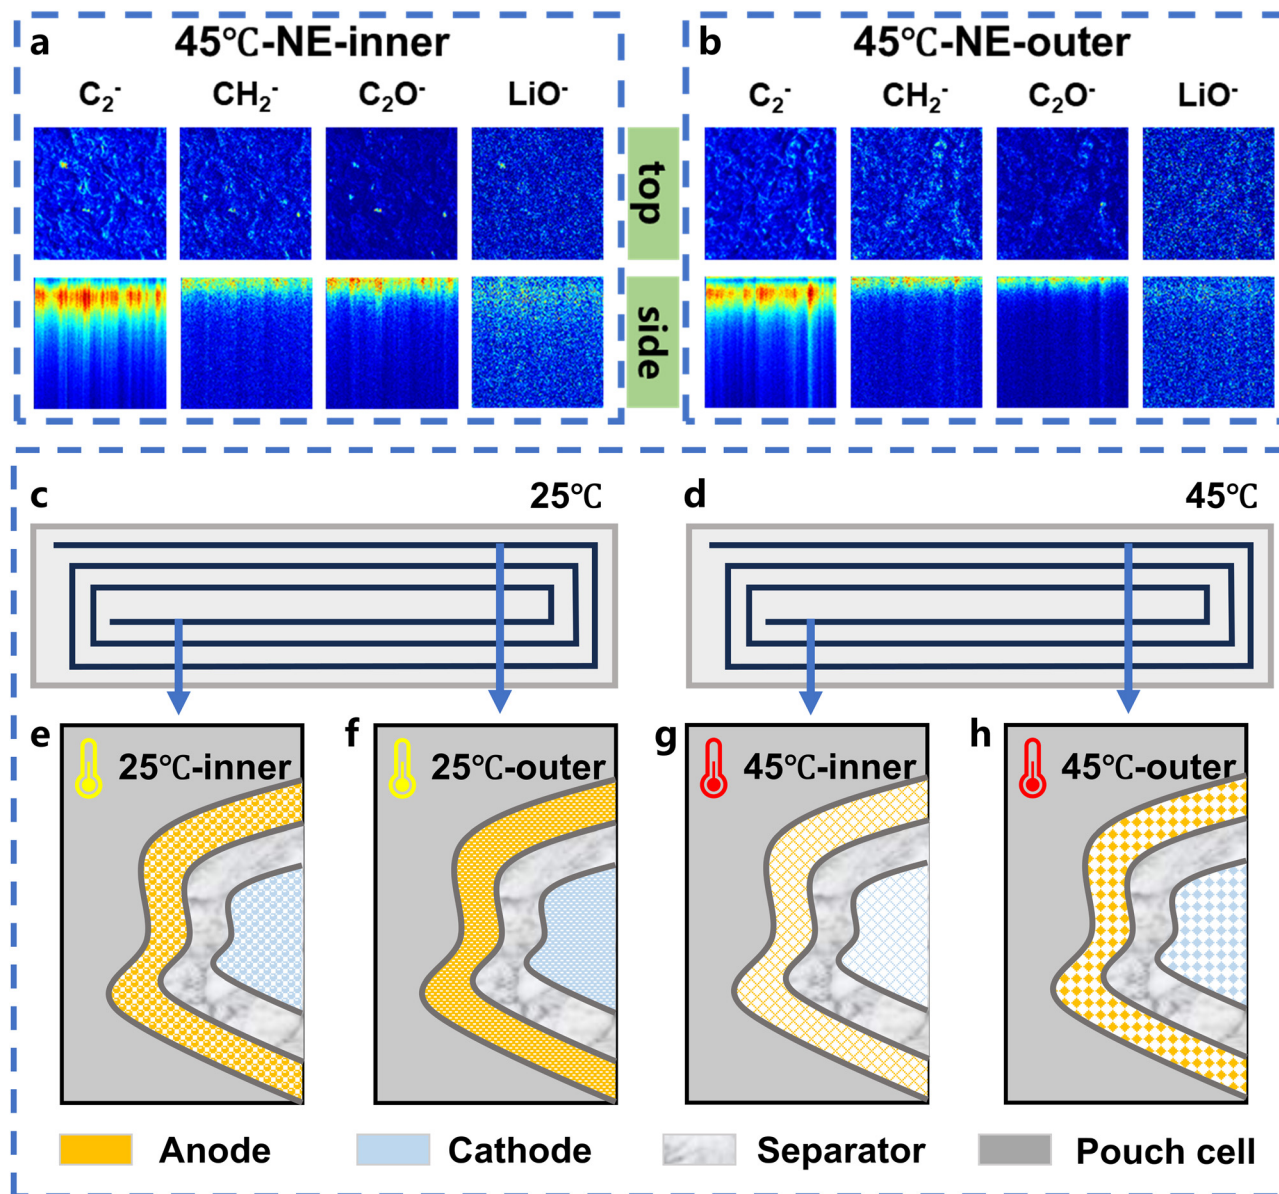 a 45℃-NE-inner
C₂⁻ CH₂⁻ C₂O⁻ LiO⁻
b 45℃-NE-outer
C₂⁻ CH₂⁻ C₂O⁻ LiO⁻
top
side
c 25℃
d 45℃
e 25℃-inner
f 25℃-outer
g 45℃-inner
h 45℃-outer
Anode Cathode Separator Pouch cell